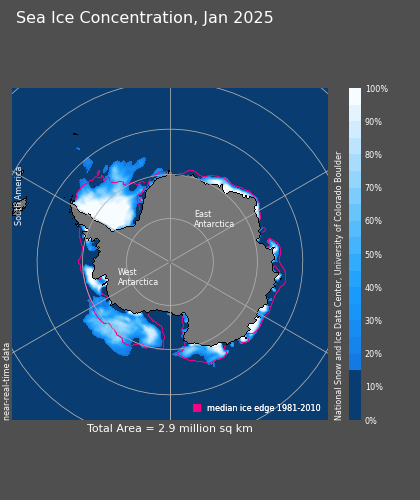 Sea Ice Concentration, Jan 2025
100%
90%
80%
70%
60%
50%
40%
30%
20%
10%
0%
South America
East
Antarctica
West
Antarctica
near-real-time data
National Snow and Ice Data Center, University of Colorado Boulder
median ice edge 1981-2010
Total Area = 2.9 million sq km